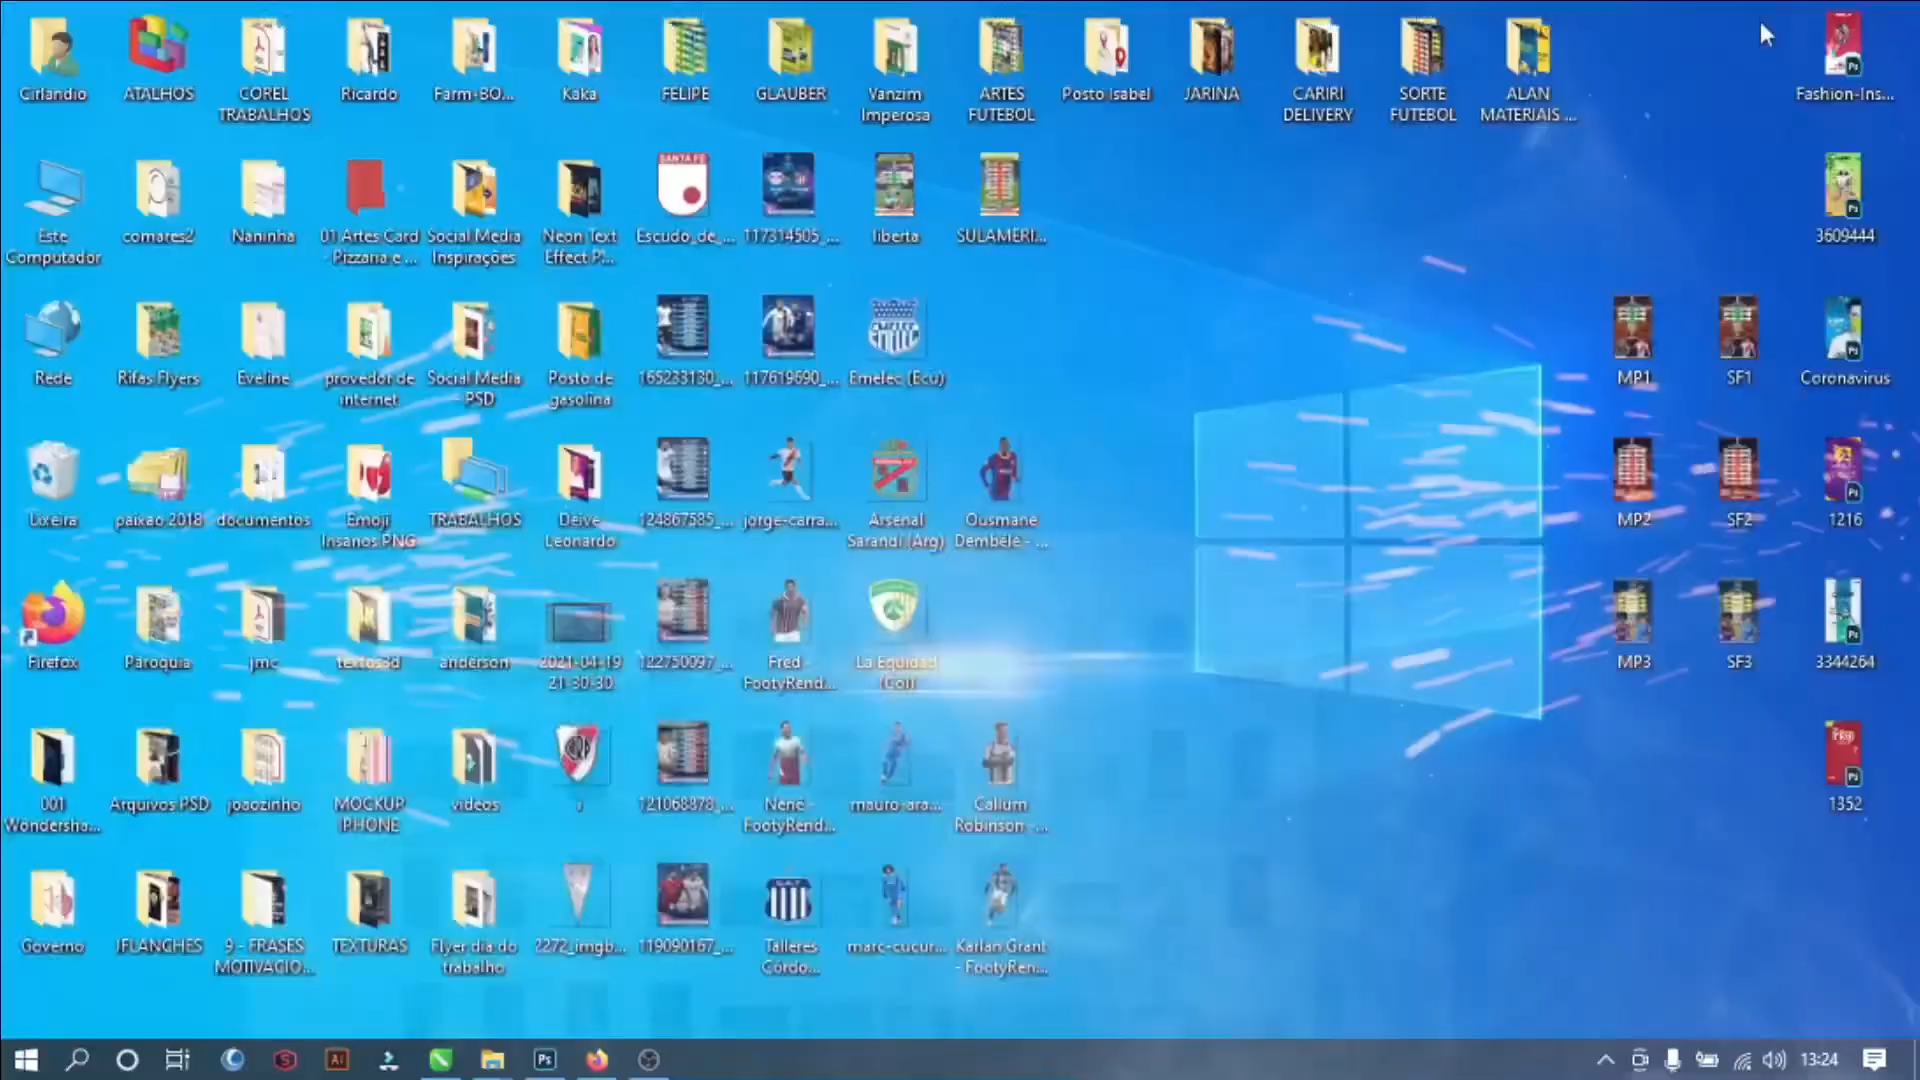 Cirlandio
ATALHOS
COREL
TRABALHOS
Ricardo
Farm-BO...
Kaka
FELIPE
GLAUBER
Vanzim
Imperosa
ARTES
FUTEBOL
Posto Isabel
JARINA
CARIRI
DELIVERY
SORTE
FUTEBOL
ALAN
MATERIAIS ...
Fashion-Ins...
Este
Computador
comares2
Naninha
01 Artes Card
- Pizzaria e ...
Social Media
Inspirações
Neon Text
Effect P...
SANTA FE
Escudo_de_...
117314505_...
liberta
SULAMERI...
3609444
Rede
Rifas Flyers
Eveline
provedor de
internet
Social Media
PSD
Posto de
gasolina
165233130_...
117619690_...
EMELEC
Emelec (Ecu)
MP1
SF1
Coronavirus
Lixeira
paixao 2018
documentos
Emoji
Insanos PNG
TRABALHOS
Deive
Leonardo
124867585_...
jorge-carra...
Arsenal
Sarandí (Arg)
Ousmane
Dembélé - ...
MP2
SF2
1216
Firefox
Paroquia
jmc
textos3d
anderson
2021-04-19
21-30-30
122750097_...
Fred -
FootyRend...
La Equidad
(Col)
MP3
SF3
3344264
001
Wondersha...
Arquivos PSD
joaozinho
MOCKUP
IPHONE
videos
121068878_...
Nenê -
FootyRend...
mauro-ara...
Callum
Robinson - ...
1352
Governo
JFLANCHES
9 - FRASES
MOTIVACIO...
TEXTURAS
Flyer dia do
trabalho
2272_imgb...
119090167_...
C.A.T
Talleres
Córdo...
marc-cucur...
Karlan Grant
- FootyRen...
Ai
Ps
13:24